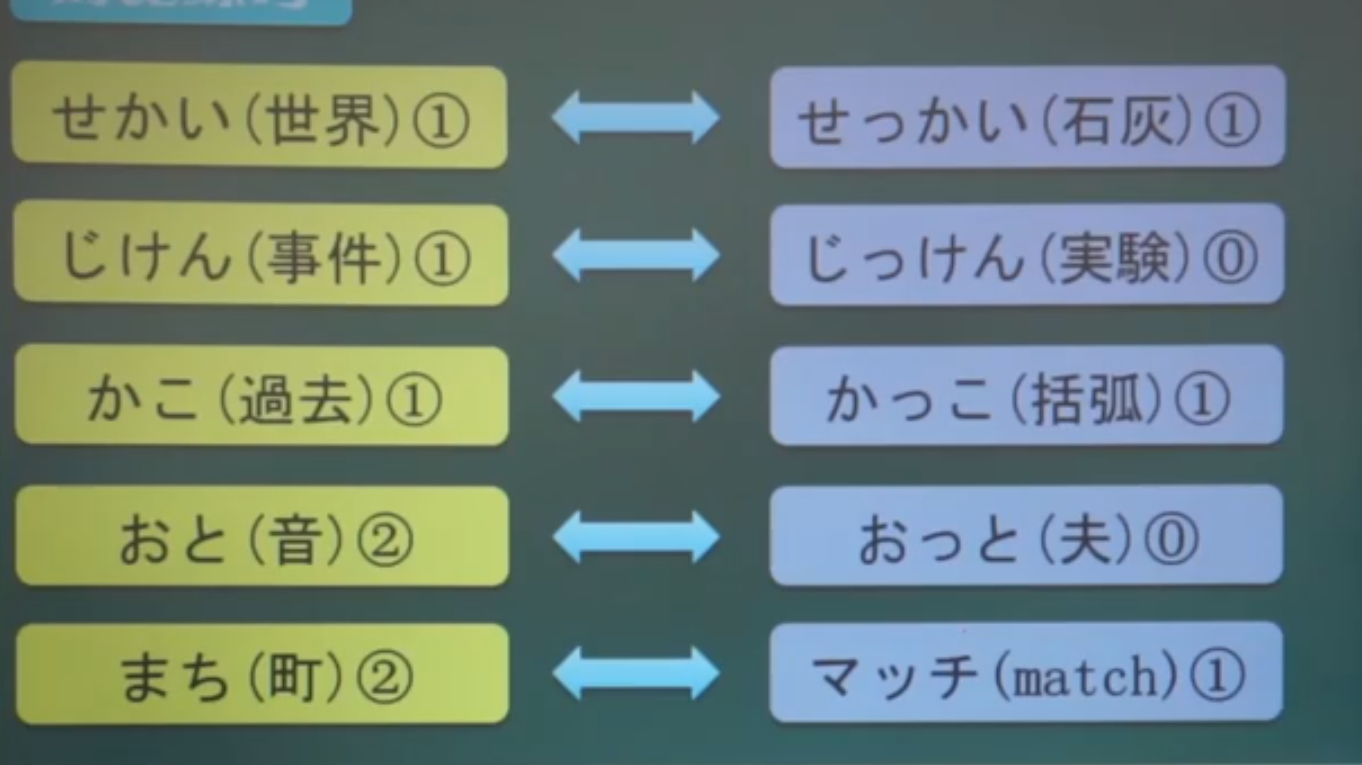 せかい(世界)① せっかい(石灰)①
じけん(事件)① じっけん(実験)⓪
かこ(過去)① かっこ(括弧)①
おと(音)② おっと(夫)⓪
まち(町)② マッチ(match)①